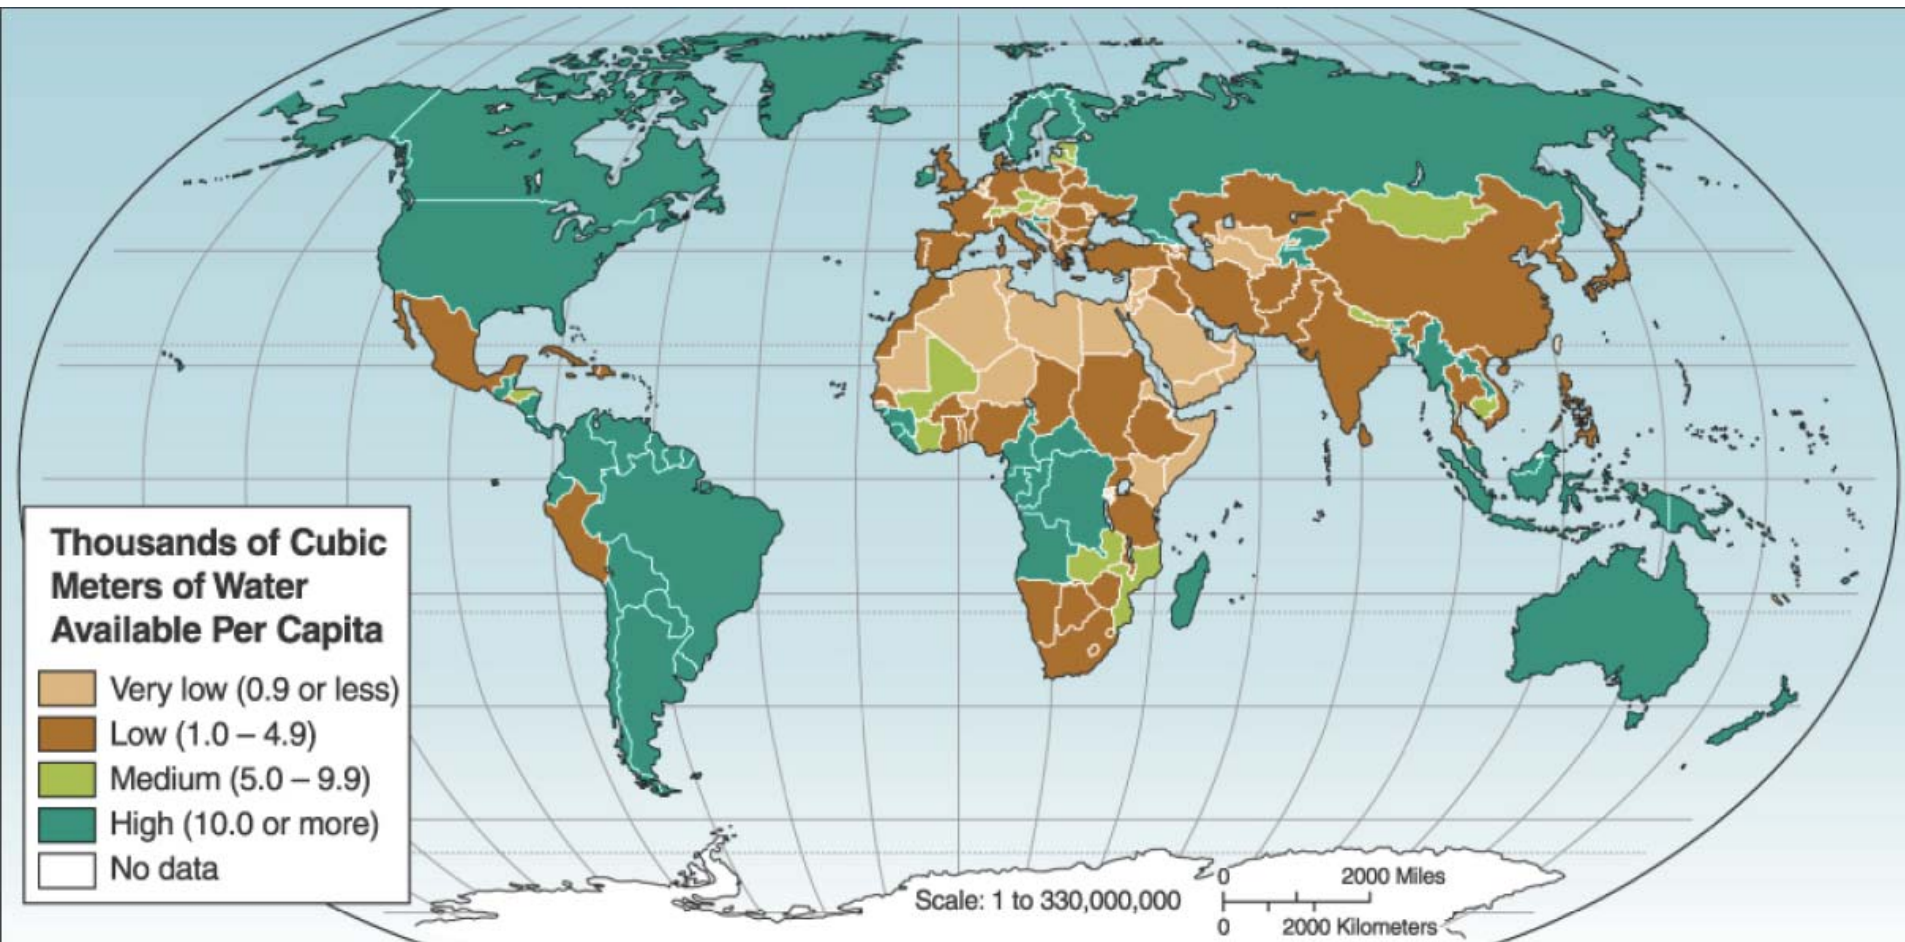 Thousands of Cubic
Meters of Water
Available Per Capita
Very low (0.9 or less)
Low (1.0 – 4.9)
Medium (5.0 – 9.9)
High (10.0 or more)
No data
Scale: 1 to 330,000,000
0 2000 Miles
0 2000 Kilometers